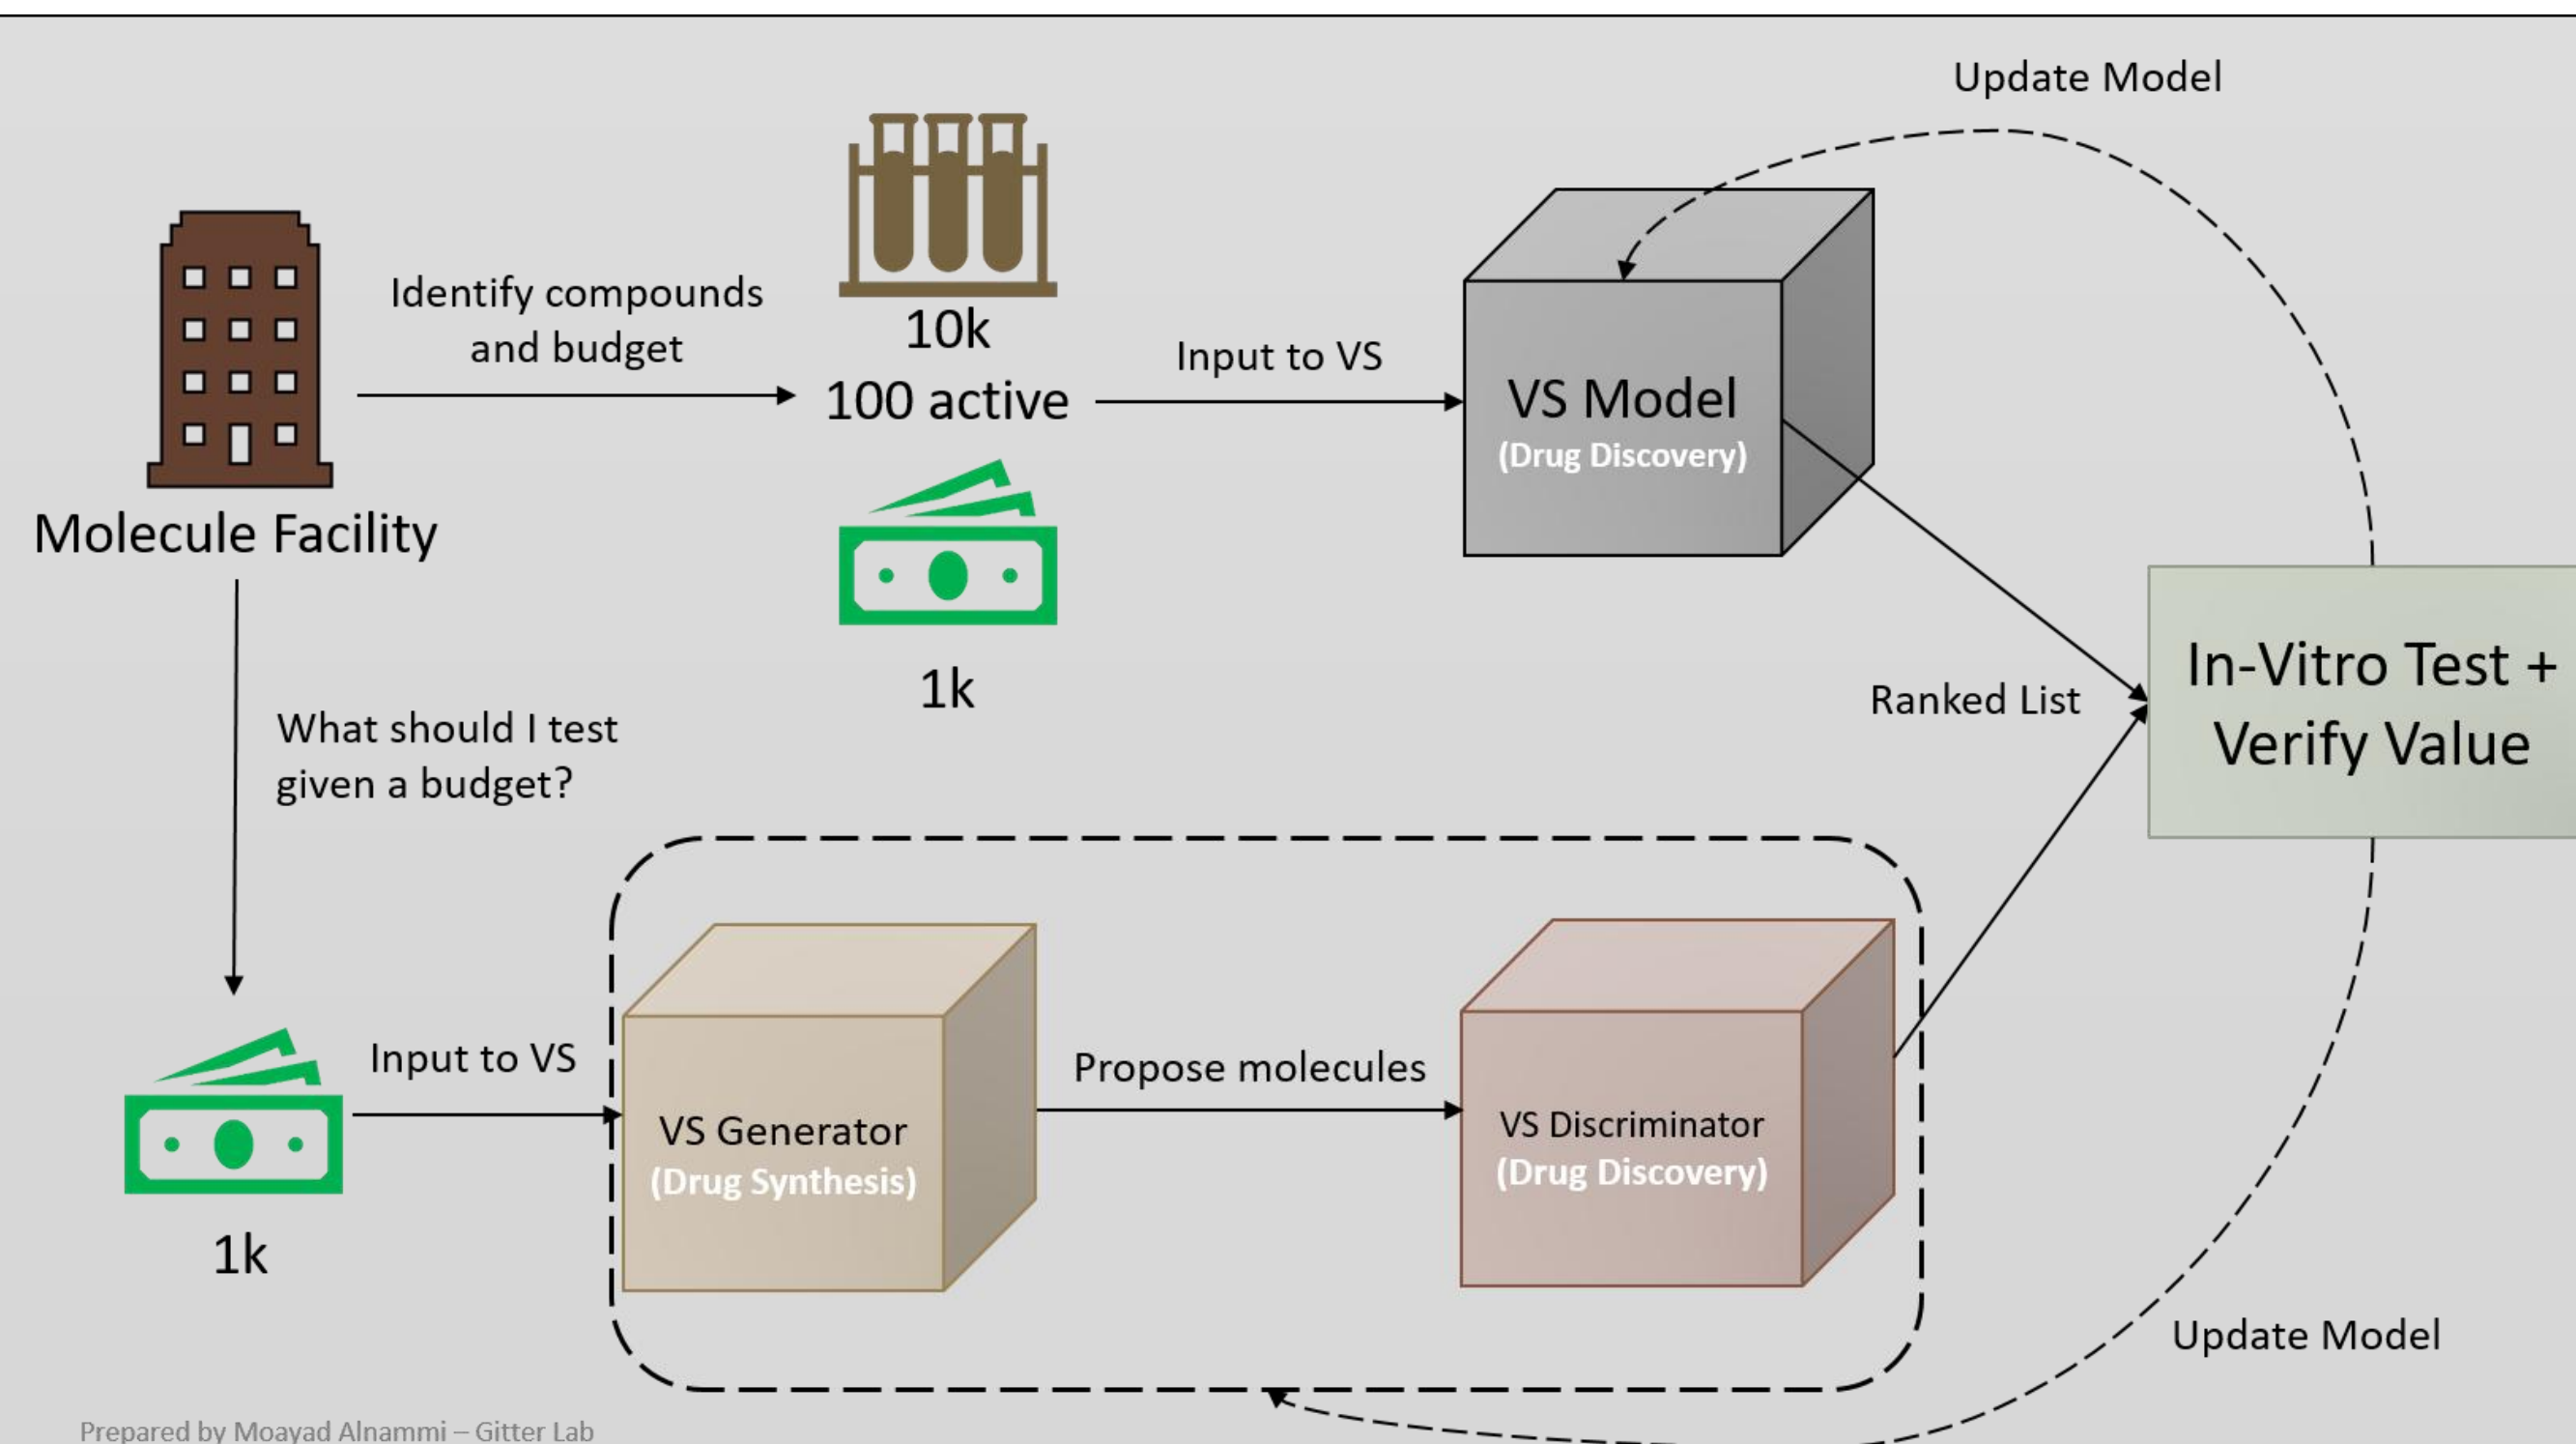 Update Model
Identify compounds
and budget
10k
100 active
1k
Input to VS
VS Model
(Drug Discovery)
Molecule Facility
What should I test
given a budget?
Ranked List
In-Vitro Test +
Verify Value
1k
Input to VS
VS Generator
(Drug Synthesis)
Propose molecules
VS Discriminator
(Drug Discovery)
Update Model
Prepared by Moayad Alnammi – Gitter Lab